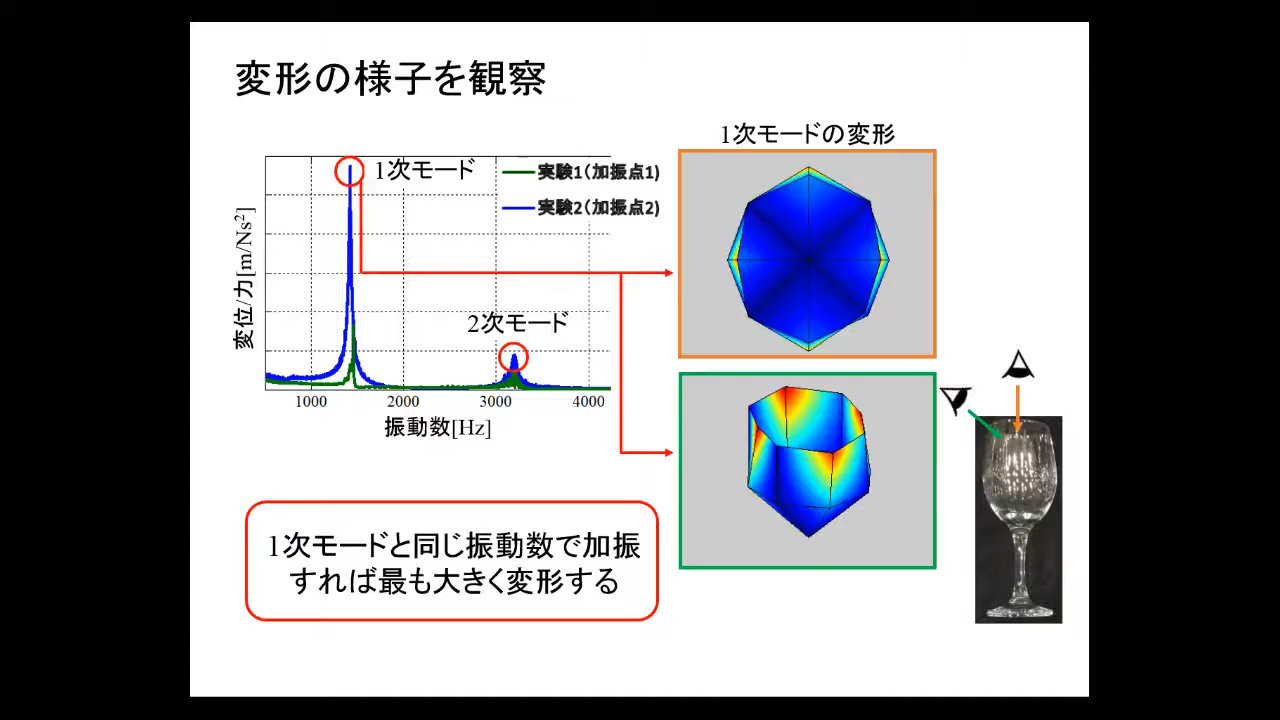 変形の様子を観察
1次モードの変形
1次モード
実験1(加振点1)
実験2(加振点2)
変位/力[m/Ns²]
2次モード
1000 2000 3000 4000
振動数[Hz]
1次モードと同じ振動数で加振
すれば最も大きく変形する